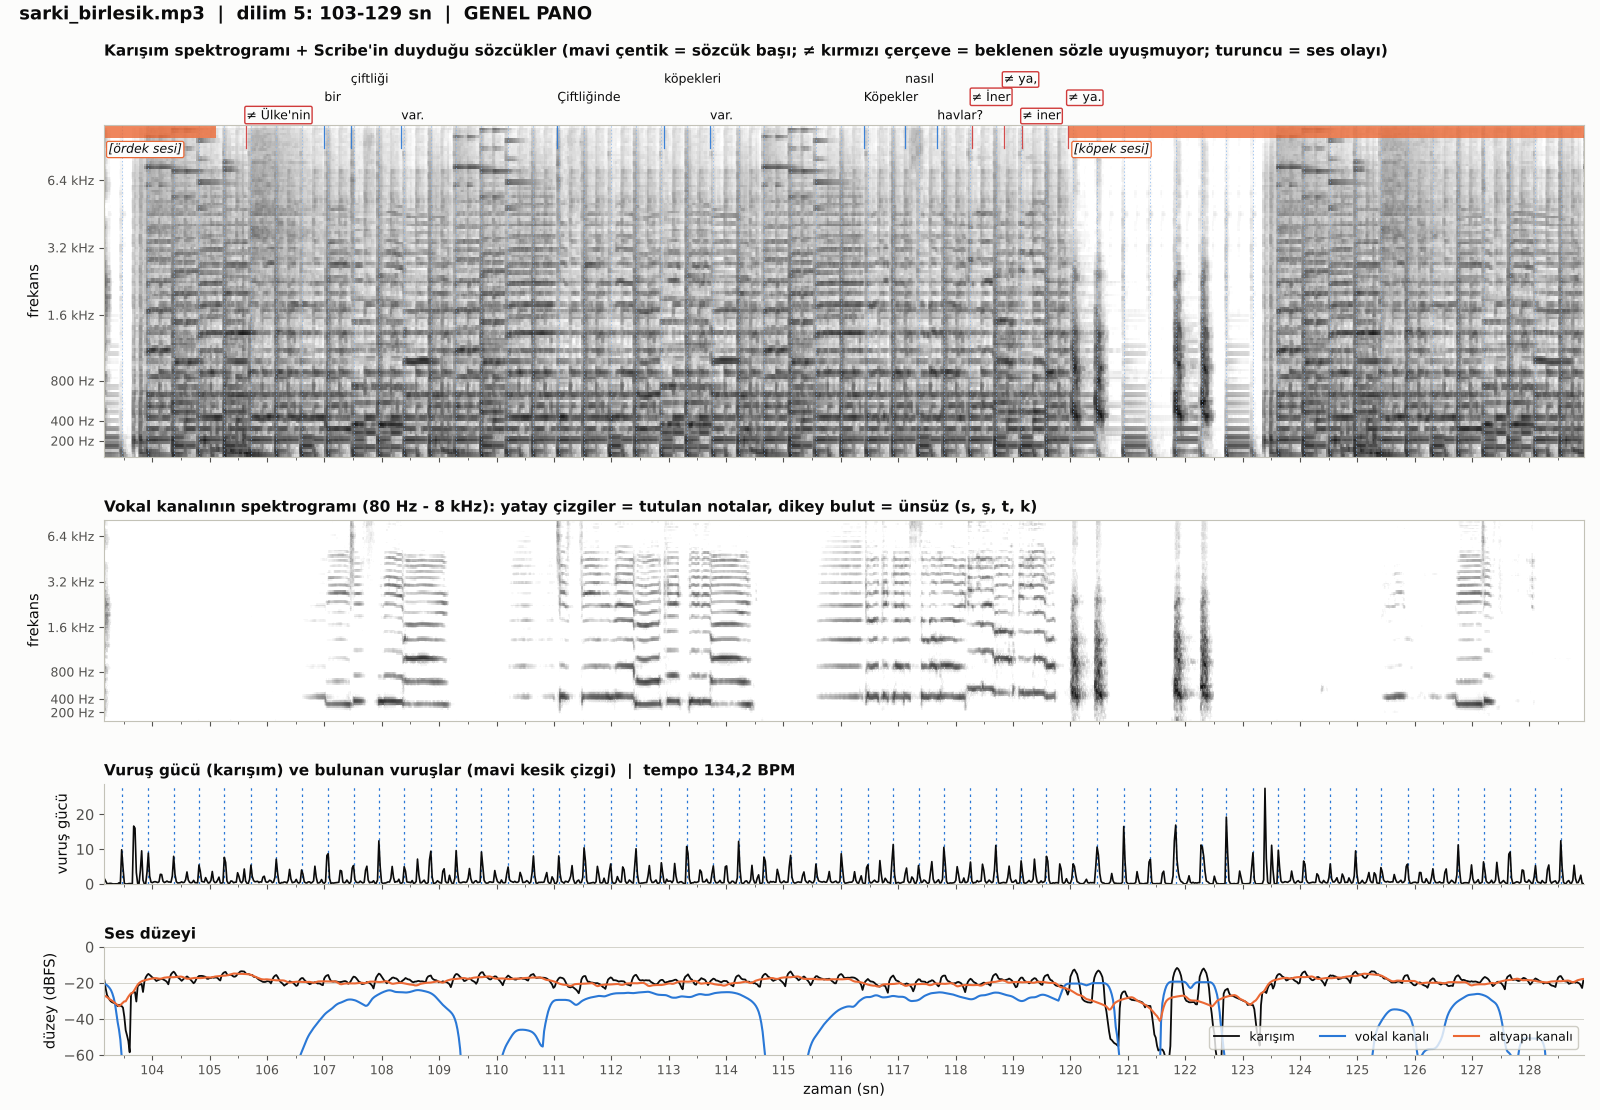 sarki_birlesik.mp3 | dilim 5: 103-129 sn | GENEL PANO
Karışım spektrogramı + Scribe'in duyduğu sözcükler (mavi çentik = sözcük başı; ≠ kırmızı çerçeve = beklenen sözle uyuşmuyor; turuncu = ses olayı)
çiftliği köpekleri nasıl ≠ ya,
bir Çiftliğinde Köpekler ≠ İner ≠ ya.
≠ Ülke'nin var. var. havlar? ≠ iner
[ördek sesi] [köpek sesi]
6.4 kHz
3.2 kHz
1.6 kHz
800 Hz
400 Hz
200 Hz
frekans
Vokal kanalının spektrogramı (80 Hz - 8 kHz): yatay çizgiler = tutulan notalar, dikey bulut = ünsüz (s, ş, t, k)
6.4 kHz
3.2 kHz
1.6 kHz
800 Hz
400 Hz
200 Hz
frekans
Vuruş gücü (karışım) ve bulunan vuruşlar (mavi kesik çizgi) | tempo 134,2 BPM
20
10
0
vuruş gücü
Ses düzeyi
0
−20
−40
−60
düzey (dBFS)
karışım vokal kanalı altyapı kanalı
104 105 106 107 108 109 110 111 112 113 114 115 116 117 118 119 120 121 122 123 124 125 126 127 128
zaman (sn)